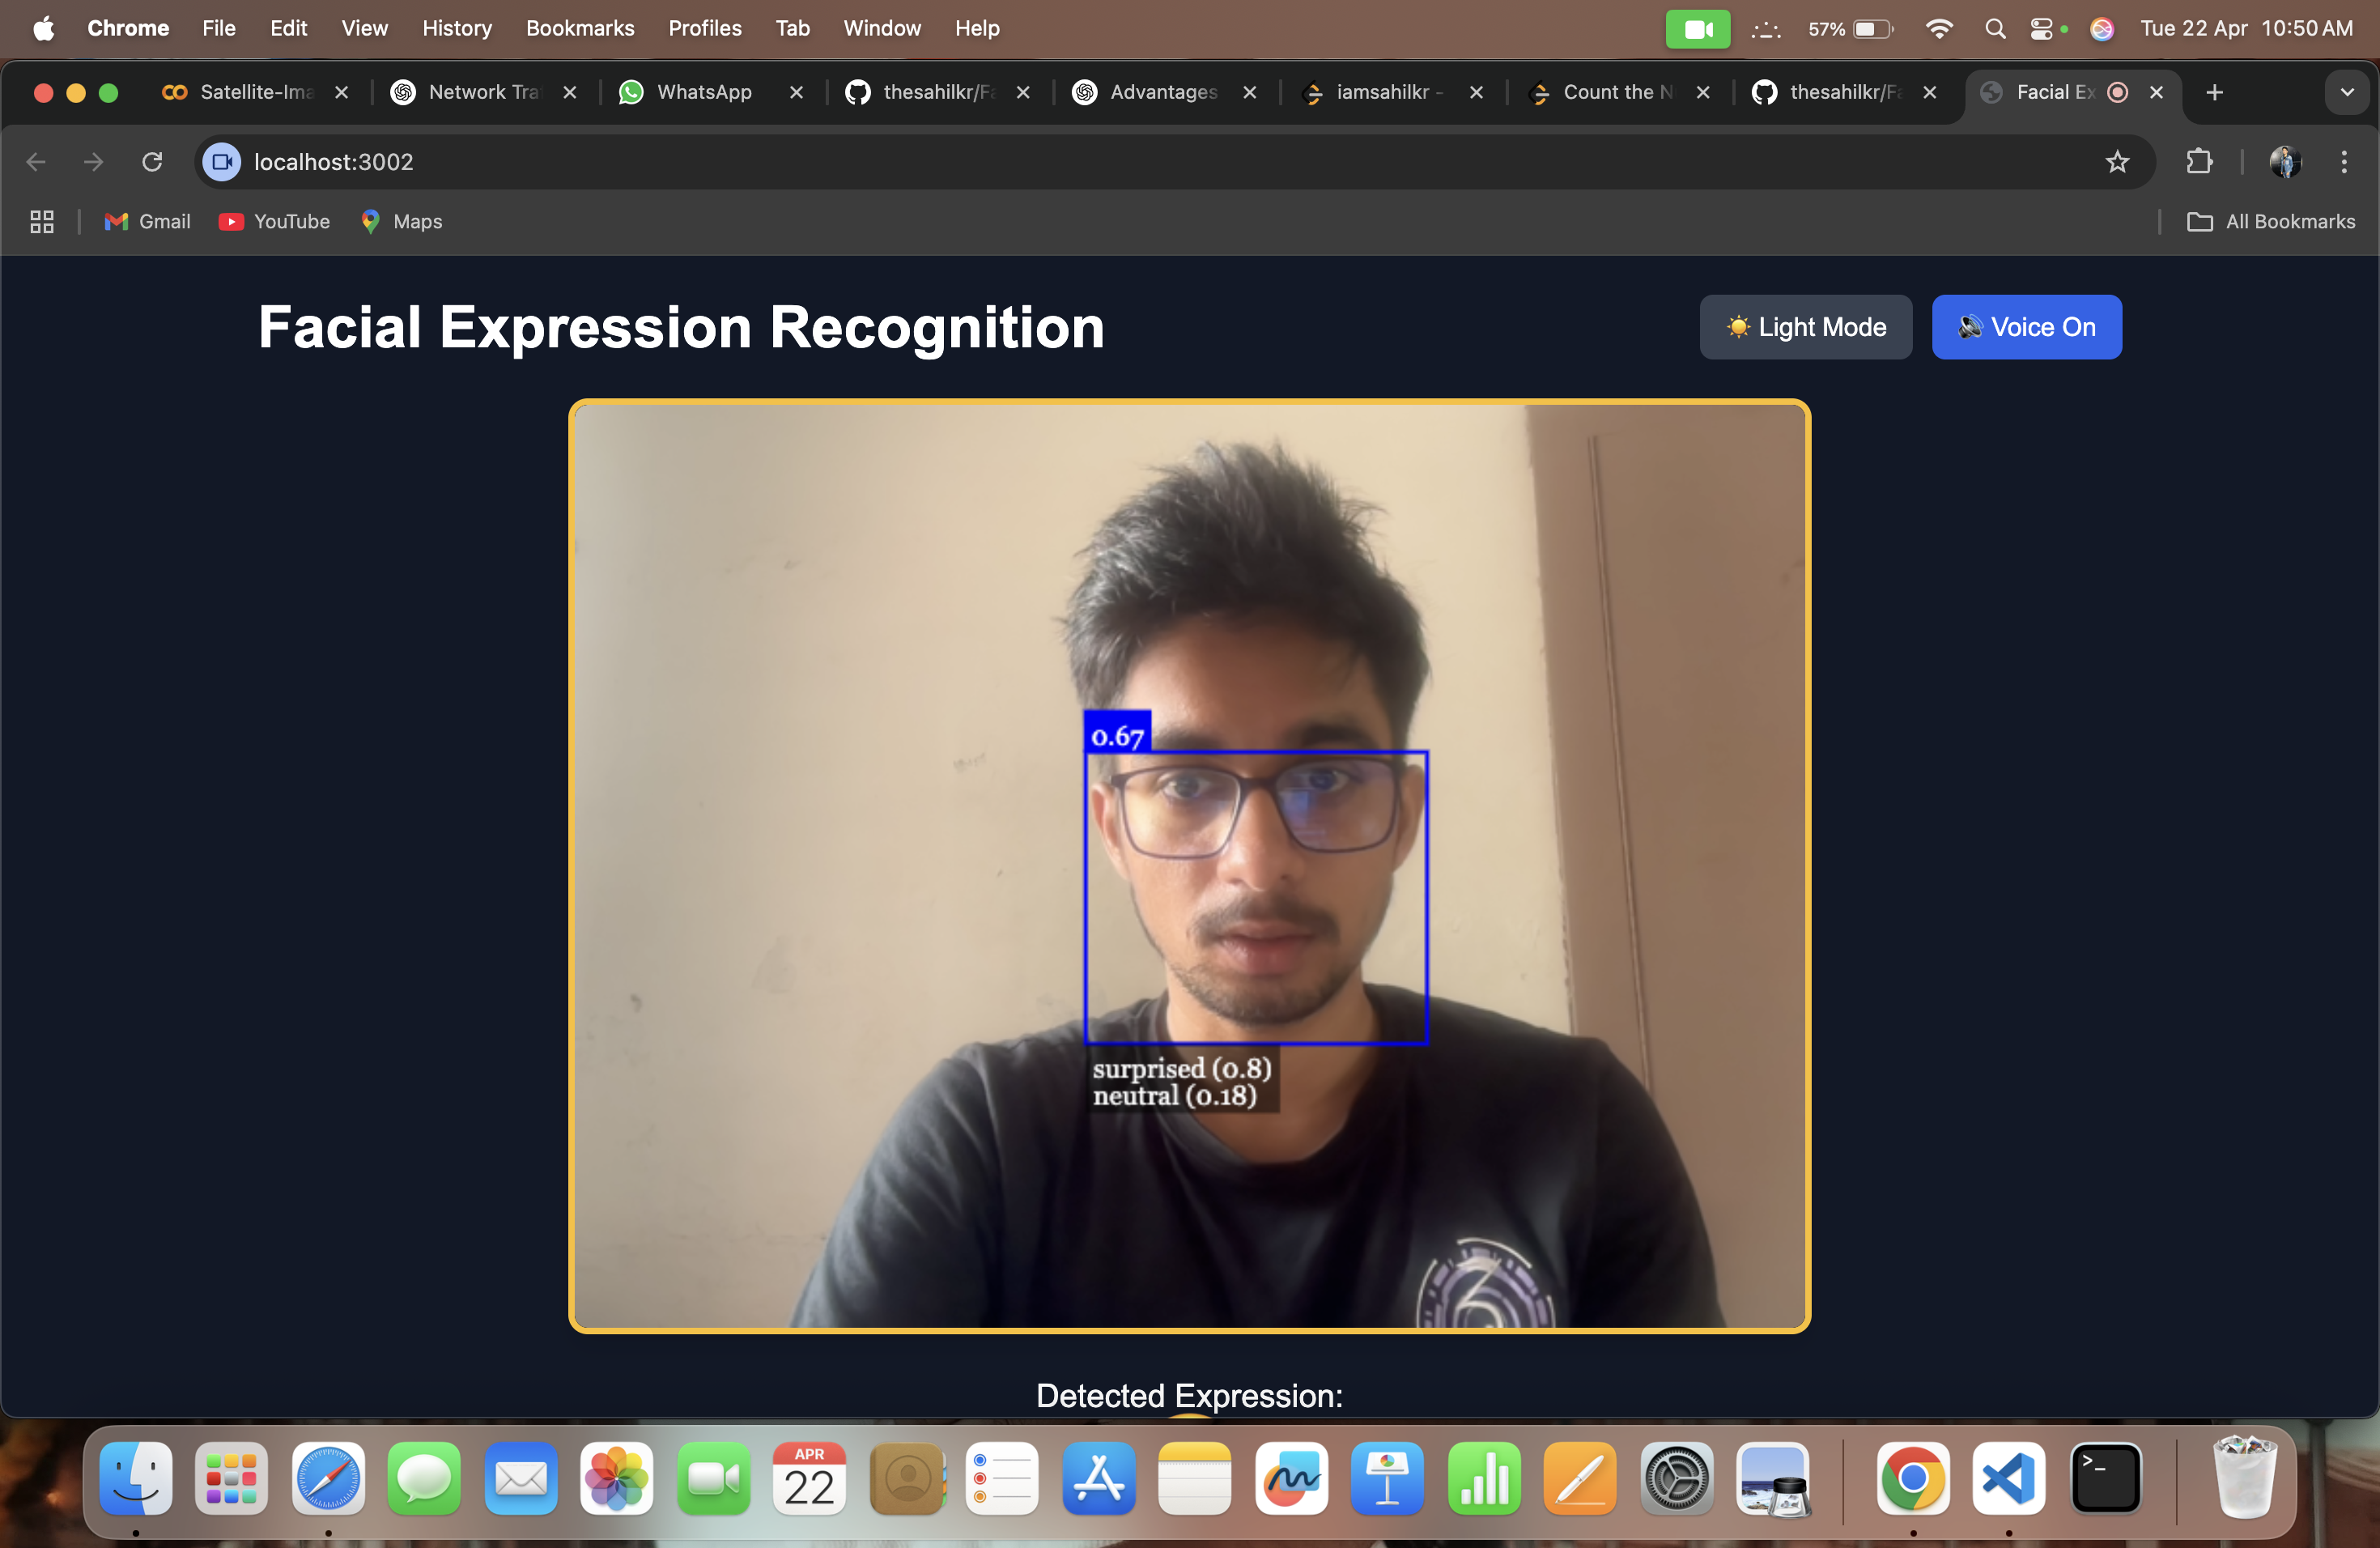 Chrome File Edit View History Bookmarks Profiles Tab Window Help 57% Tue 22 Apr 10:50 AM
Satellite-Ima Network Tra WhatsApp thesahilkr/Fa Advantages iamsahilkr - Count the N thesahilkr/Fa Facial Ex
localhost:3002
Gmail YouTube Maps All Bookmarks
Facial Expression Recognition Light Mode Voice On
0.67
surprised (0.8)
neutral (0.18)
Detected Expression:
APR
22
>_